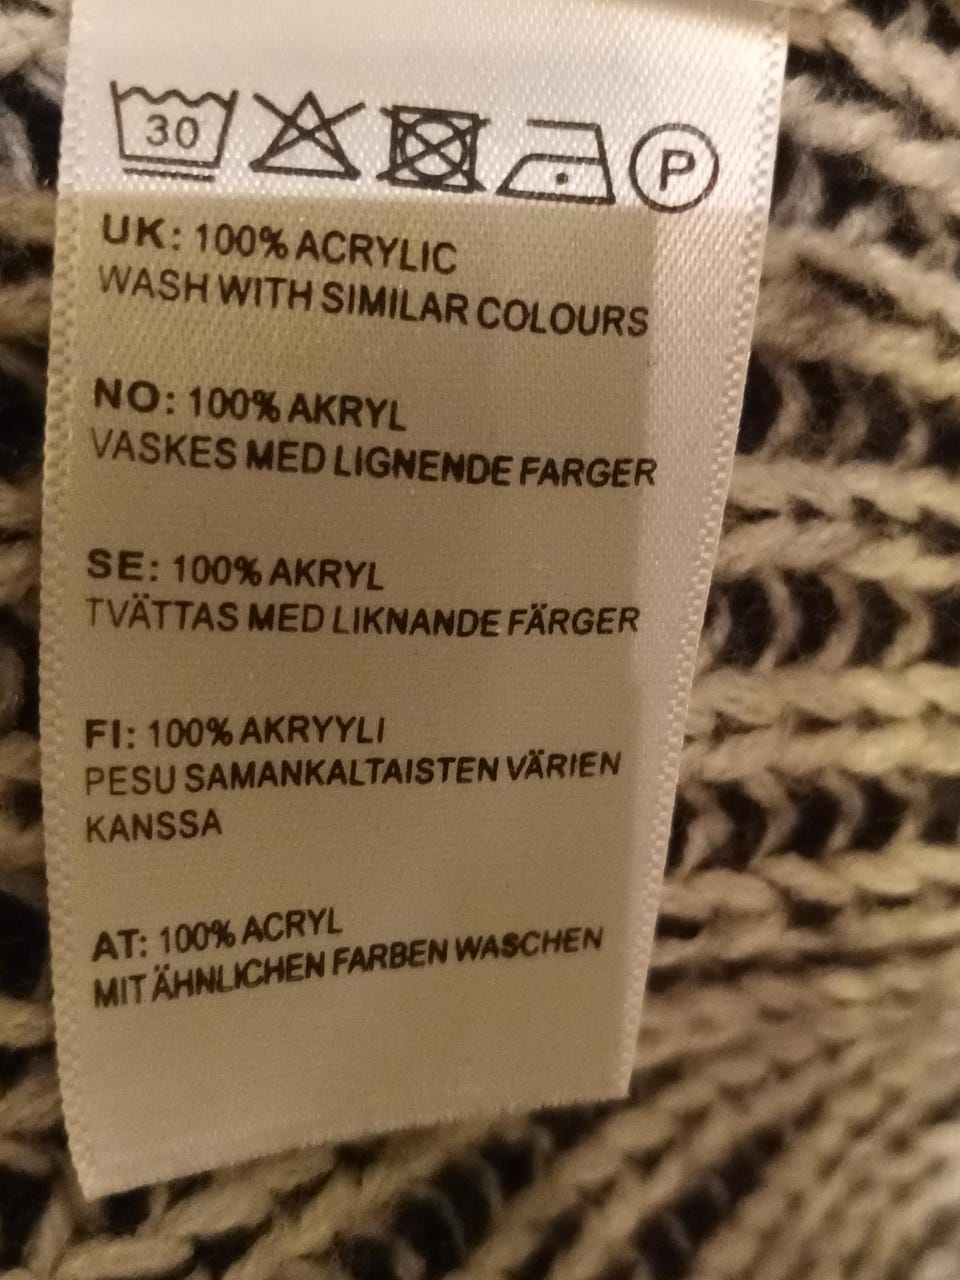 30
P
UK: 100% ACRYLIC
WASH WITH SIMILAR COLOURS
NO: 100% AKRYL
VASKES MED LIGNENDE FARGER
SE: 100% AKRYL
TVÄTTAS MED LIKNANDE FÄRGER
FI: 100% AKRYYLI
PESU SAMANKALTAISTEN VÄRIEN
KANSSA
AT: 100% ACRYL
MIT ÄHNLICHEN FARBEN WASCHEN